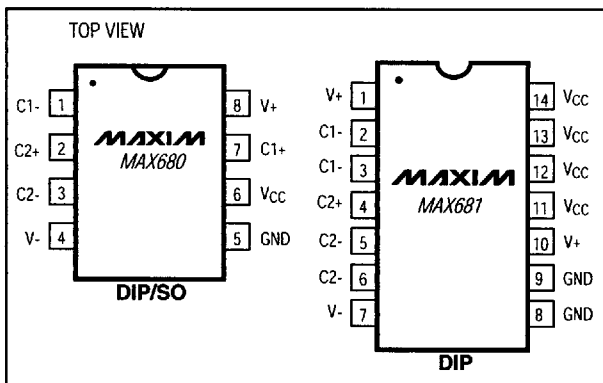 TOP VIEW
C1- 1
C2+ 2
C2- 3
V- 4
MAXIM
MAX680
8 V+
7 C1+
6 VCC
5 GND
DIP/SO
V+ 1
C1- 2
C1- 3
C2+ 4
C2- 5
C2- 6
V- 7
MAXIM
MAX681
14 VCC
13 VCC
12 VCC
11 VCC
10 V+
9 GND
8 GND
DIP